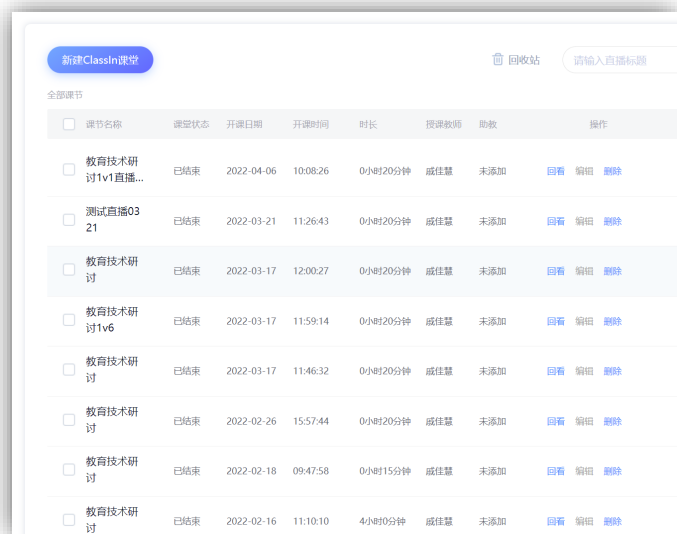 新建ClassIn课堂
回收站
请输入直播标题
全部课节
课节名称 课堂状态 开课日期 开课时间 时长 授课教师 助教 操作
教育技术研
讨1v1直播... 已结束 2022-04-06 10:08:26 0小时20分钟 戚佳慧 未添加 回看 编辑 删除
测试直播03
21 已结束 2022-03-21 11:26:43 0小时20分钟 戚佳慧 未添加 回看 编辑 删除
教育技术研
讨 已结束 2022-03-17 12:00:27 0小时20分钟 戚佳慧 未添加 回看 编辑 删除
教育技术研
讨1v6 已结束 2022-03-17 11:59:14 0小时20分钟 戚佳慧 未添加 回看 编辑 删除
教育技术研
讨 已结束 2022-03-17 11:46:32 0小时20分钟 戚佳慧 未添加 回看 编辑 删除
教育技术研
讨 已结束 2022-02-26 15:57:44 0小时20分钟 戚佳慧 未添加 回看 编辑 删除
教育技术研
讨 已结束 2022-02-18 09:47:58 0小时15分钟 戚佳慧 未添加 回看 编辑 删除
教育技术研
讨 已结束 2022-02-16 11:10:10 4小时0分钟 戚佳慧 未添加 回看 编辑 删除